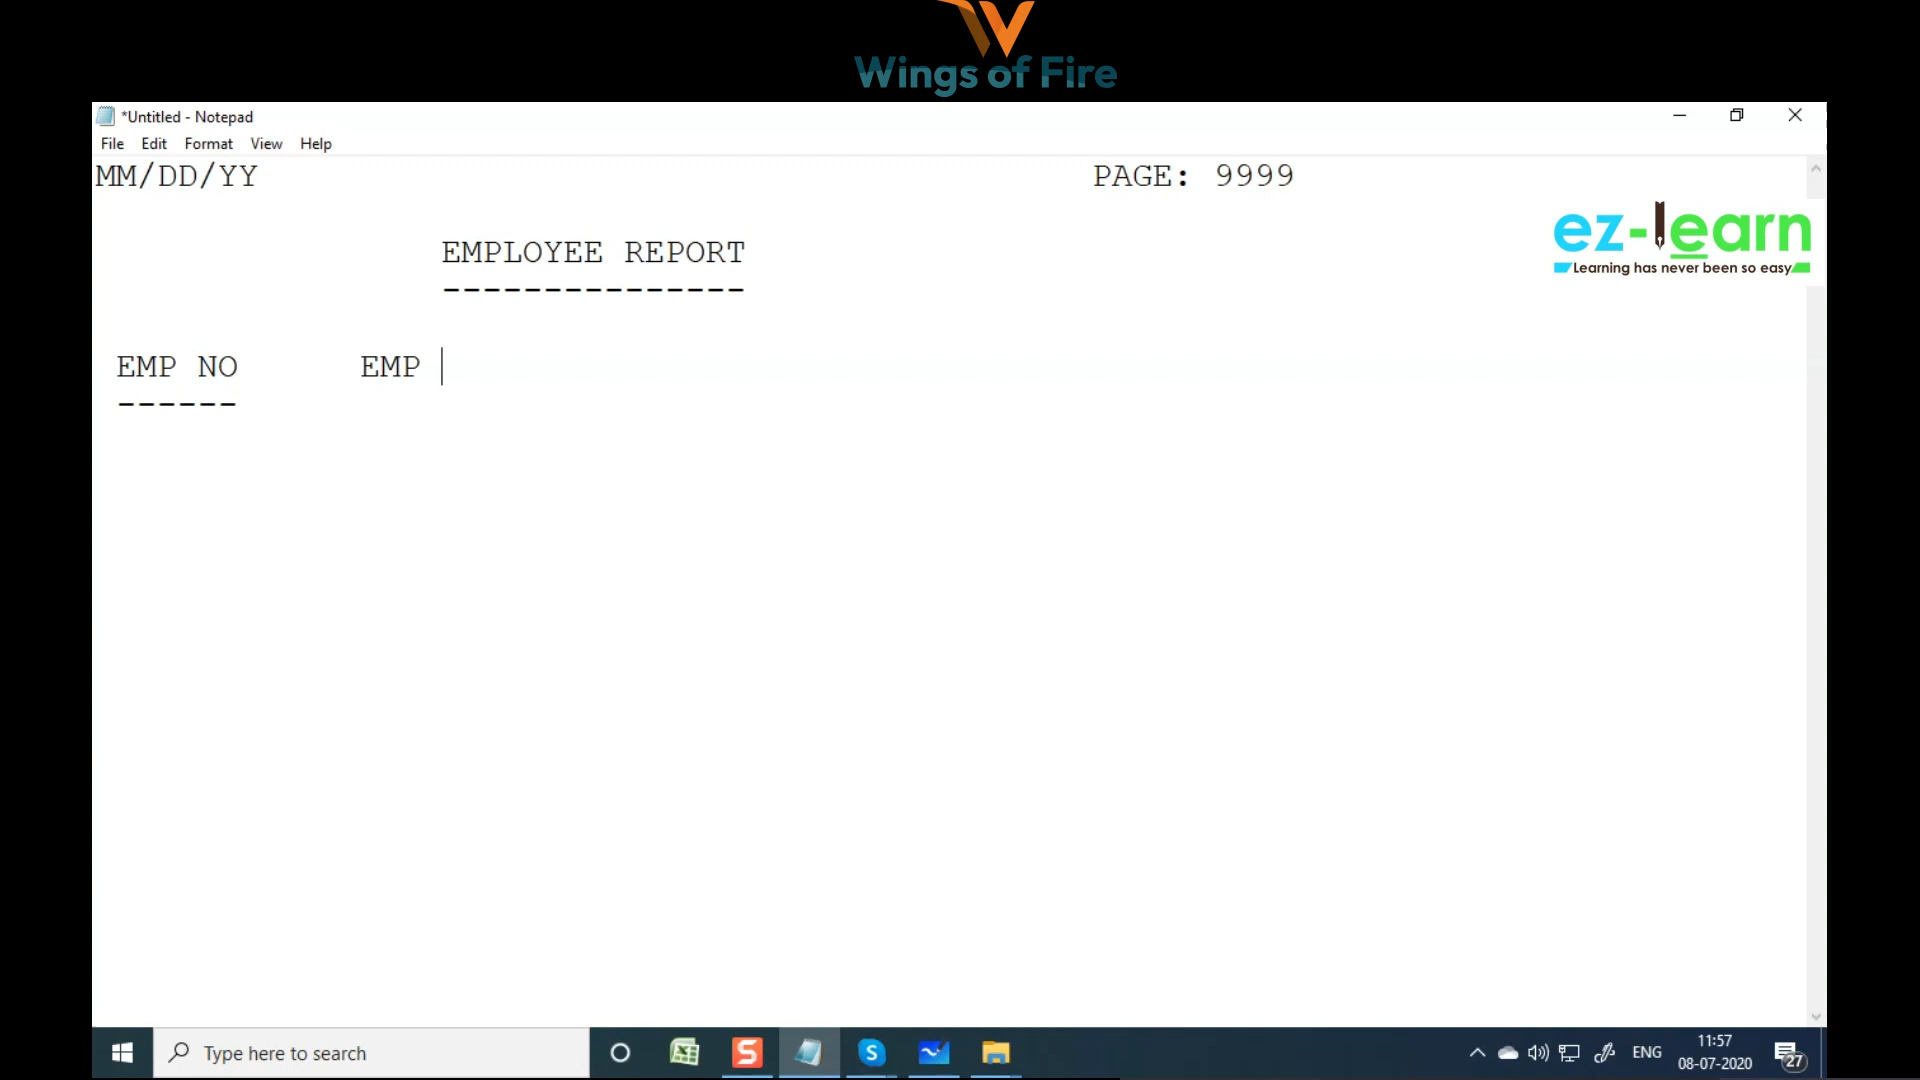 Wings of Fire
*Untitled - Notepad
File Edit Format View Help
MM/DD/YY PAGE: 9999
ez-learn
Learning has never been so easy
EMPLOYEE REPORT
---------------
EMP NO EMP
------
Type here to search
S
S
ENG
11:57
08-07-2020
27